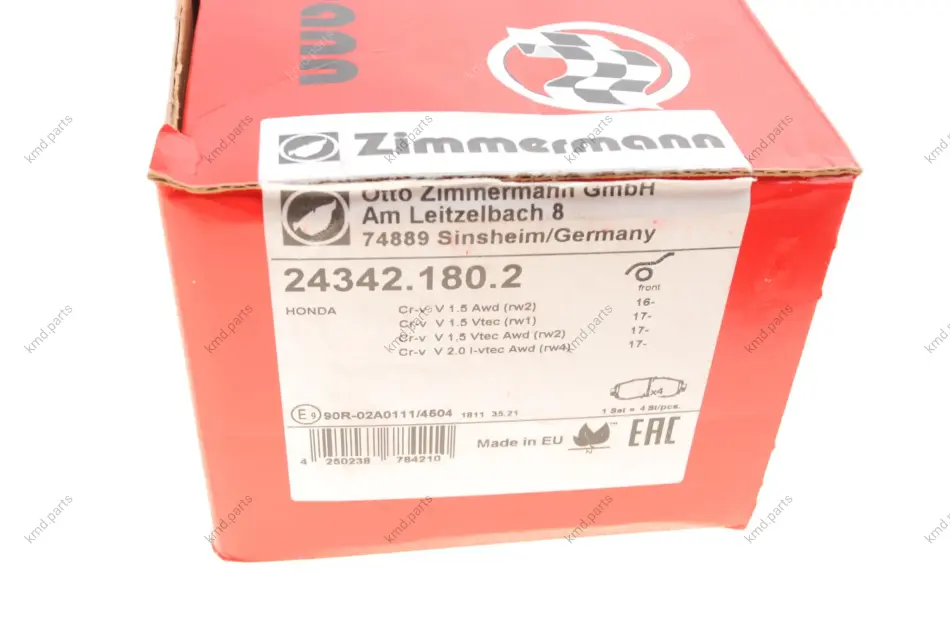 Zimmermann
Otto Zimmermann GmbH
Am Leitzelbach 8
74889 Sinsheim/Germany
24342.180.2
front
HONDA
Cr-v V 1.5 Awd (rw2) 16-
Cr-v V 1.5 Vtec (rw1) 17-
Cr-v V 1.5 Vtec Awd (rw2) 17-
Cr-v V 2.0 I-vtec Awd (rw4) 17-
x4
1 Set = 4 St/pcs.
E9 90R-02A0111/4504 1811 35.21
4 250238 784210
Made in EU
EAC
kmd.parts